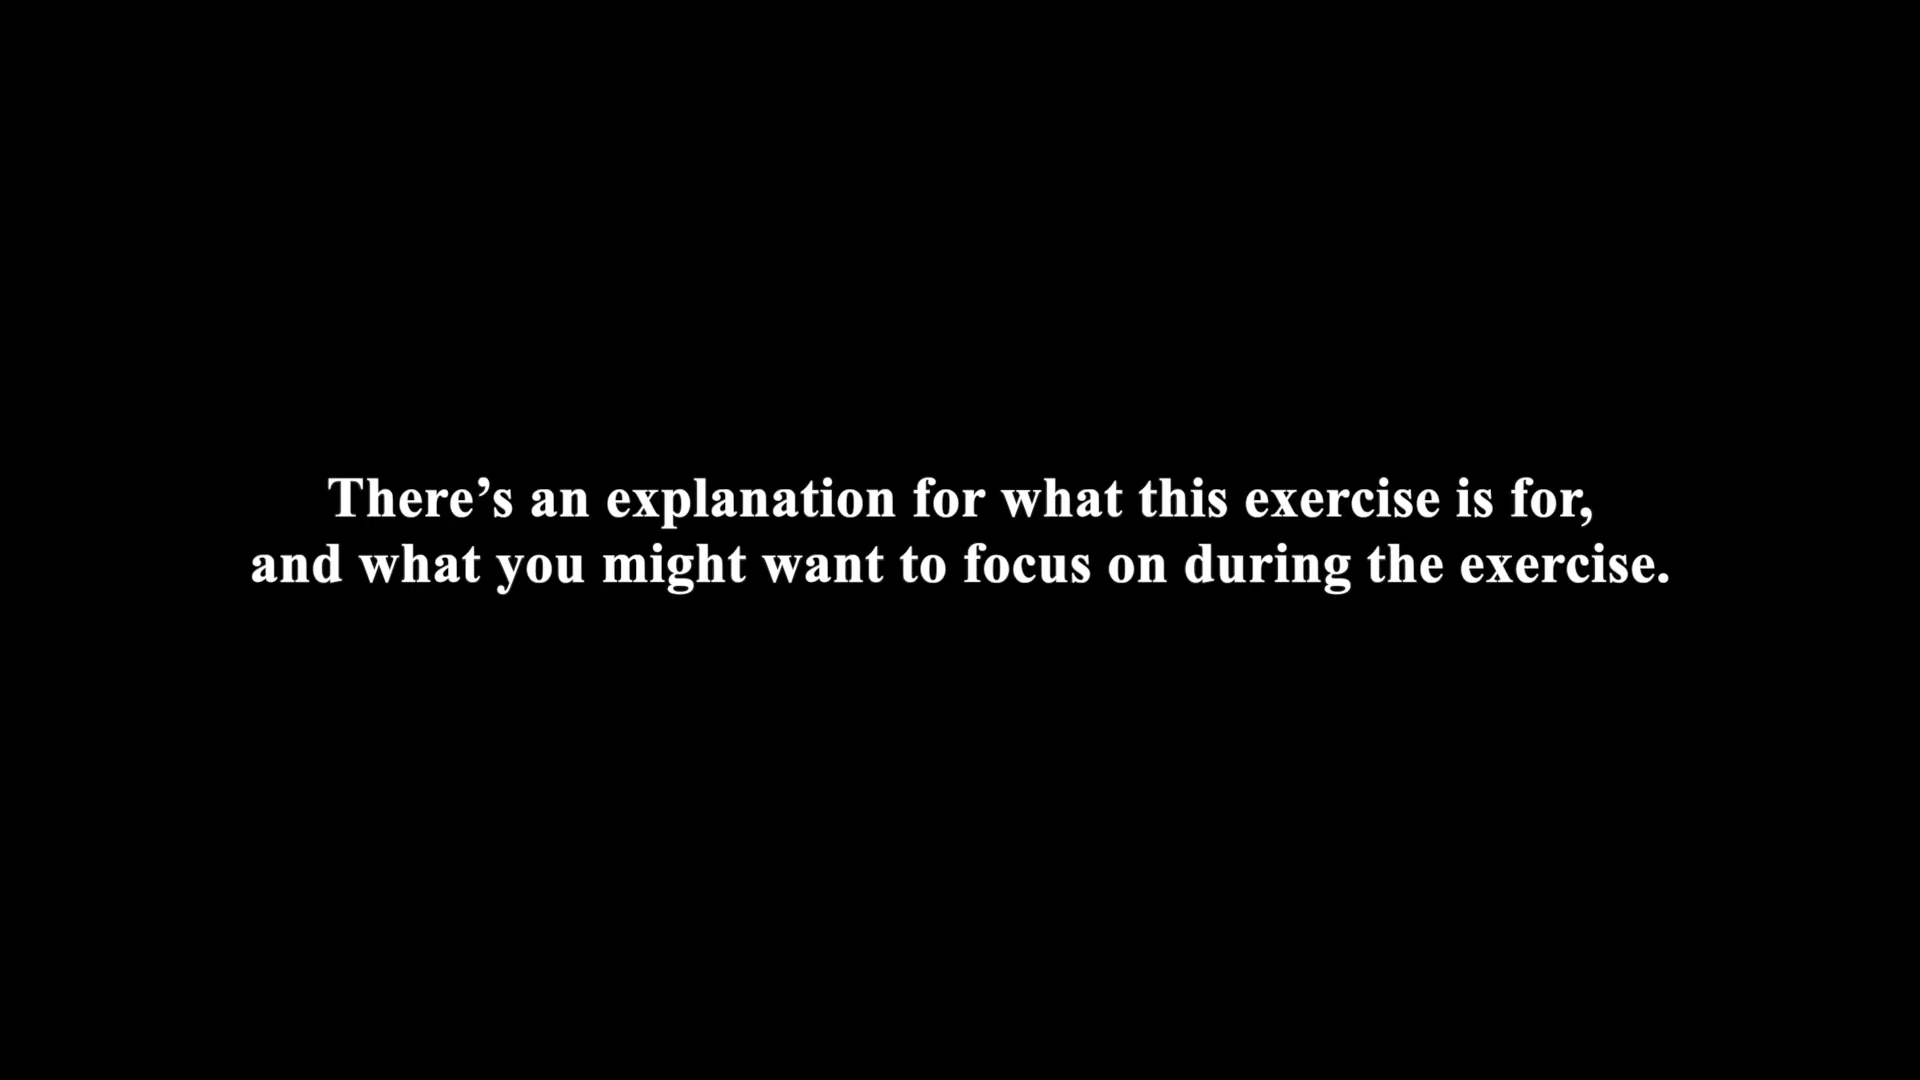 There’s an explanation for what this exercise is for,
and what you might want to focus on during the exercise.